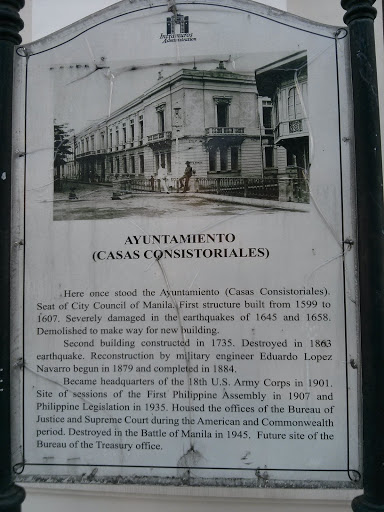 Intramuros
Administration
AYUNTAMIENTO
(CASAS CONSISTORIALES)
Here once stood the Ayuntamiento (Casas Consistoriales).
Seat of City Council of Manila. First structure built from 1599 to
1607. Severely damaged in the earthquakes of 1645 and 1658.
Demolished to make way for new building.
Second building constructed in 1735. Destroyed in 1863
earthquake. Reconstruction by military engineer Eduardo Lopez
Navarro begun in 1879 and completed in 1884.
Became headquarters of the 18th U.S. Army Corps in 1901.
Site of sessions of the First Philippine Assembly in 1907 and
Philippine Legislation in 1935. Housed the offices of the Bureau of
Justice and Supreme Court during the American and Commonwealth
period. Destroyed in the Battle of Manila in 1945. Future site of the
Bureau of the Treasury office.